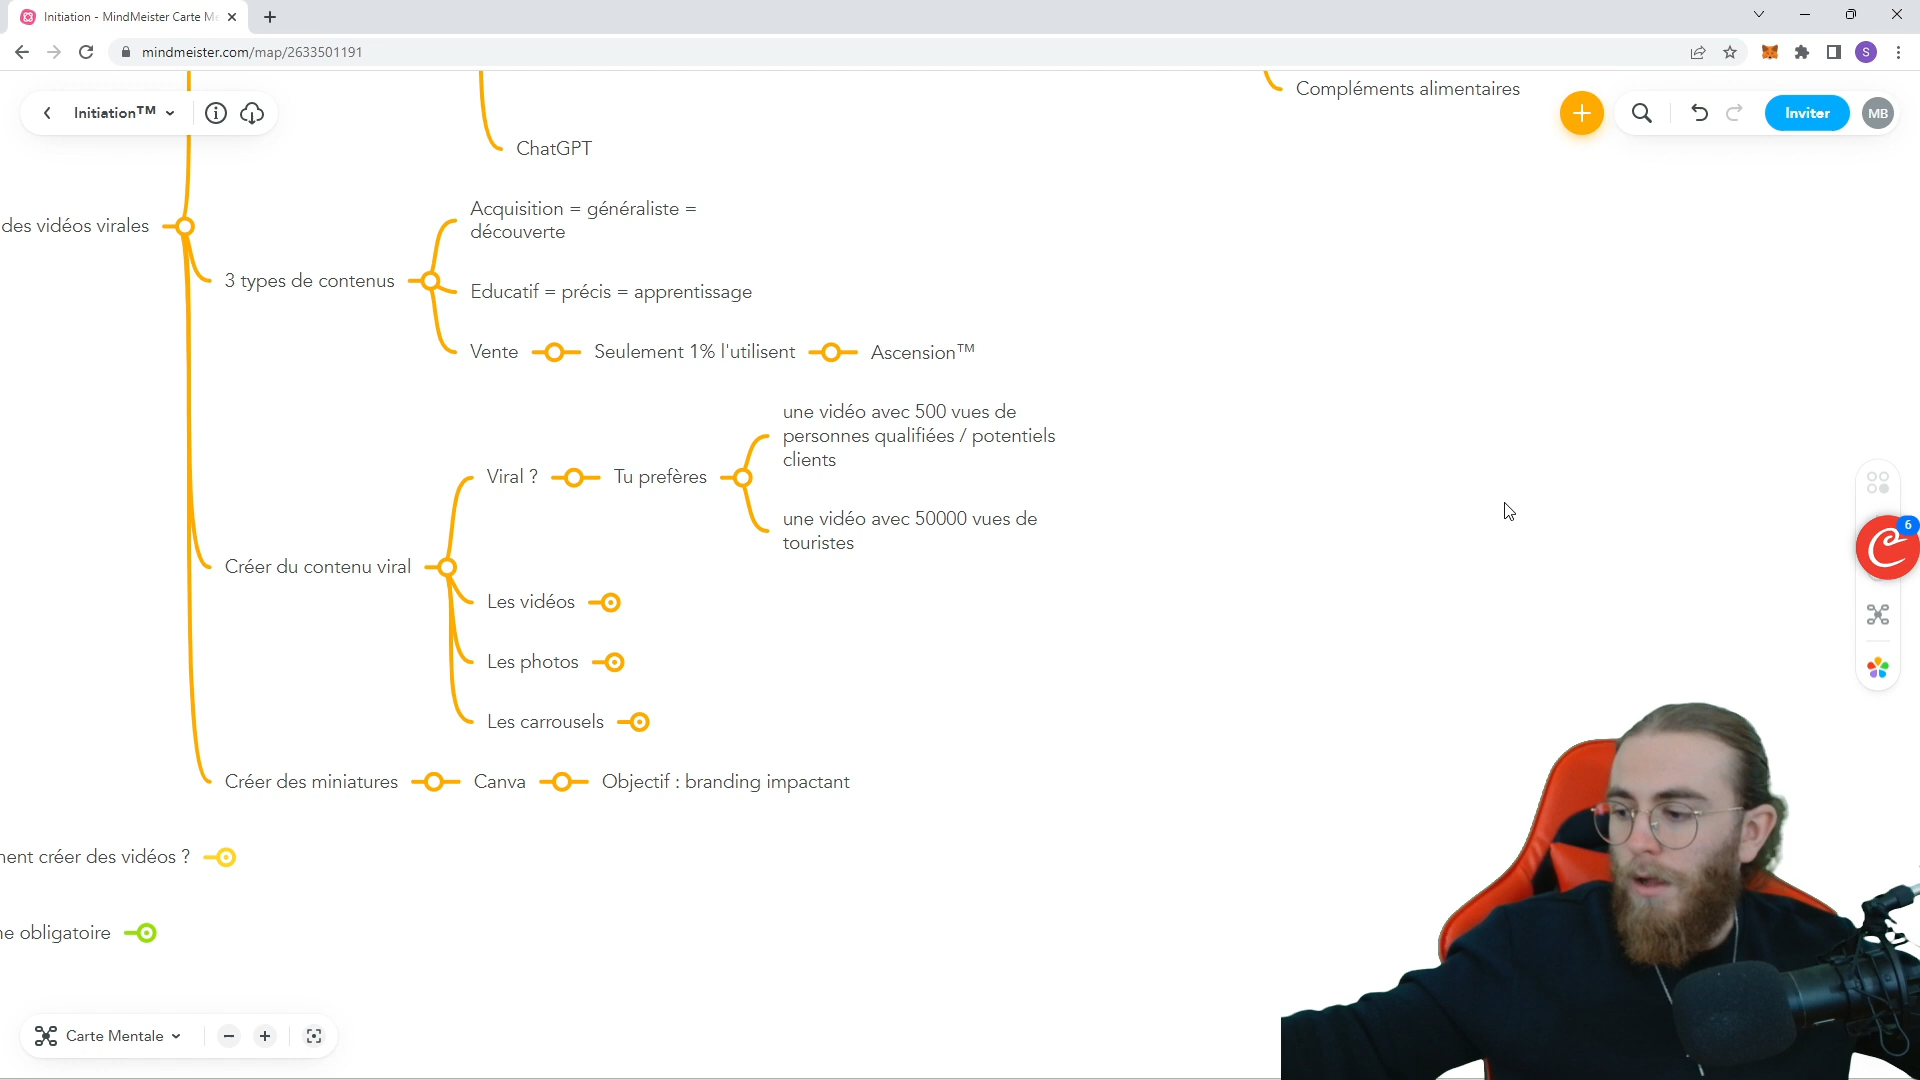 Initiation - MindMeister Carte Me
mindmeister.com/map/2633501191
S
Compléments alimentaires
Initiation™
Inviter
MB
ChatGPT
Acquisition = généraliste =
découverte
des vidéos virales
3 types de contenus
Educatif = précis = apprentissage
Vente
Seulement 1% l'utilisent
Ascension™
une vidéo avec 500 vues de
personnes qualifiées / potentiels
clients
Viral ?
Tu prefères
une vidéo avec 50000 vues de
touristes
6
Créer du contenu viral
Les vidéos
Les photos
Les carrousels
Créer des miniatures
Canva
Objectif : branding impactant
ent créer des vidéos ?
e obligatoire
Carte Mentale